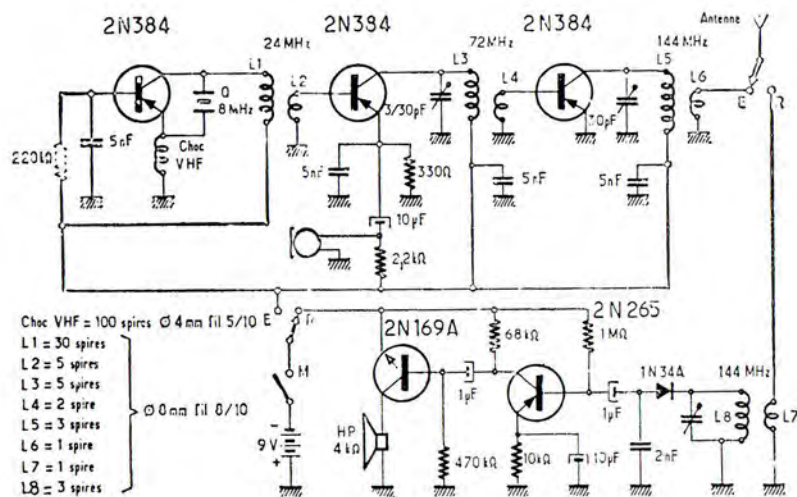 2N384
2N384
2N384
Antenne
24 MHz
72 MHz
144 MHz
L1
L2
L3
L4
L5
L6
Q
8 MHz
3/30pF
30pF
E
R
220kΩ
5nF
Choc
VHF
5nF
330Ω
5nF
5nF
10µF
2,2kΩ
Choc VHF = 100 spires Ø 4mm fil 5/10
L1 = 30 spires
L2 = 5 spires
L3 = 5 spires
L4 = 2 spire
L5 = 3 spires
L6 = 1 spire
L7 = 1 spire
L8 = 3 spires
Ø 8mm fil 8/10
E
R
M
9V
-
+
2N169A
2N265
68kΩ
1MΩ
1N34A
144 MHz
1µF
1µF
L8
L7
HP
4kΩ
470kΩ
10kΩ
10µF
2nF